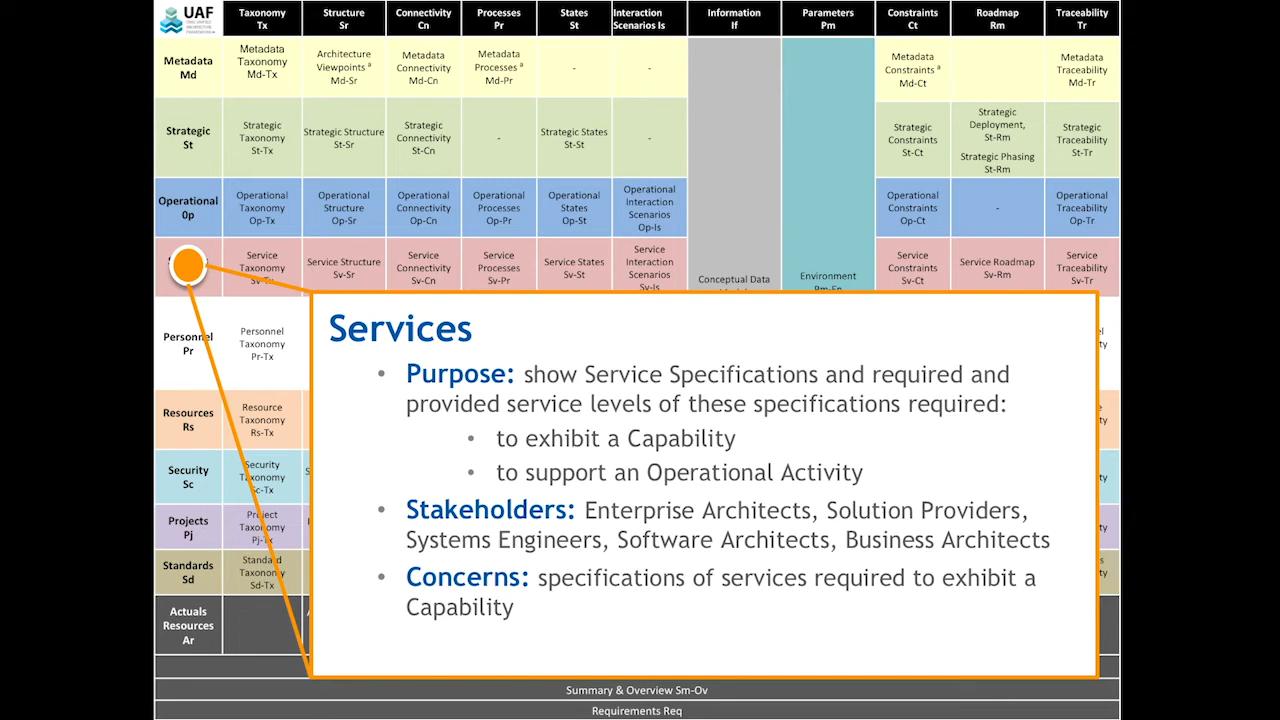 UAF
Taxonomy
Tx
Structure
Sr
Connectivity
Cn
Processes
Pr
States
St
Interaction
Scenarios Is
Information
If
Parameters
Pm
Constraints
Ct
Roadmap
Rm
Traceability
Tr
Metadata
Md
Metadata
Taxonomy
Md-Tx
Architecture
Viewpoints ª
Md-Sr
Metadata
Connectivity
Md-Cn
Metadata
Processes ª
Md-Pr
-
-
Metadata
Constraints ª
Md-Ct
Metadata
Traceability
Md-Tr
Strategic
St
Strategic
Taxonomy
St-Tx
Strategic Structure
St-Sr
Strategic
Connectivity
St-Cn
-
Strategic States
St-St
-
Strategic
Constraints
St-Ct
Strategic
Deployment,
St-Rm
Strategic Phasing
St-Rm
Strategic
Traceability
St-Tr
Operational
Op
Operational
Taxonomy
Op-Tx
Operational
Structure
Op-Sr
Operational
Connectivity
Op-Cn
Operational
Processes
Op-Pr
Operational
States
Op-St
Operational
Interaction
Scenarios
Op-Is
Operational
Constraints
Op-Ct
-
Operational
Traceability
Op-Tr
Service
Taxonomy
Sv-Tx
Service Structure
Sv-Sr
Service
Connectivity
Sv-Cn
Service
Processes
Sv-Pr
Service States
Sv-St
Service
Interaction
Scenarios
Sv-Is
Conceptual Data
Environment
Pm-En
Service
Constraints
Sv-Ct
Service Roadmap
Sv-Rm
Service
Traceability
Sv-Tr
Personnel
Pr
Personnel
Taxonomy
Pr-Tx
Resources
Rs
Resource
Taxonomy
Rs-Tx
Security
Sc
Security
Taxonomy
Sc-Tx
Projects
Pj
Project
Taxonomy
Pj-Tx
Standards
Sd
Standard
Taxonomy
Sd-Tx
Actuals
Resources
Ar
Services
• Purpose: show Service Specifications and required and
provided service levels of these specifications required:
• to exhibit a Capability
• to support an Operational Activity
• Stakeholders: Enterprise Architects, Solution Providers,
Systems Engineers, Software Architects, Business Architects
• Concerns: specifications of services required to exhibit a
Capability
Summary & Overview Sm-Ov
Requirements Req